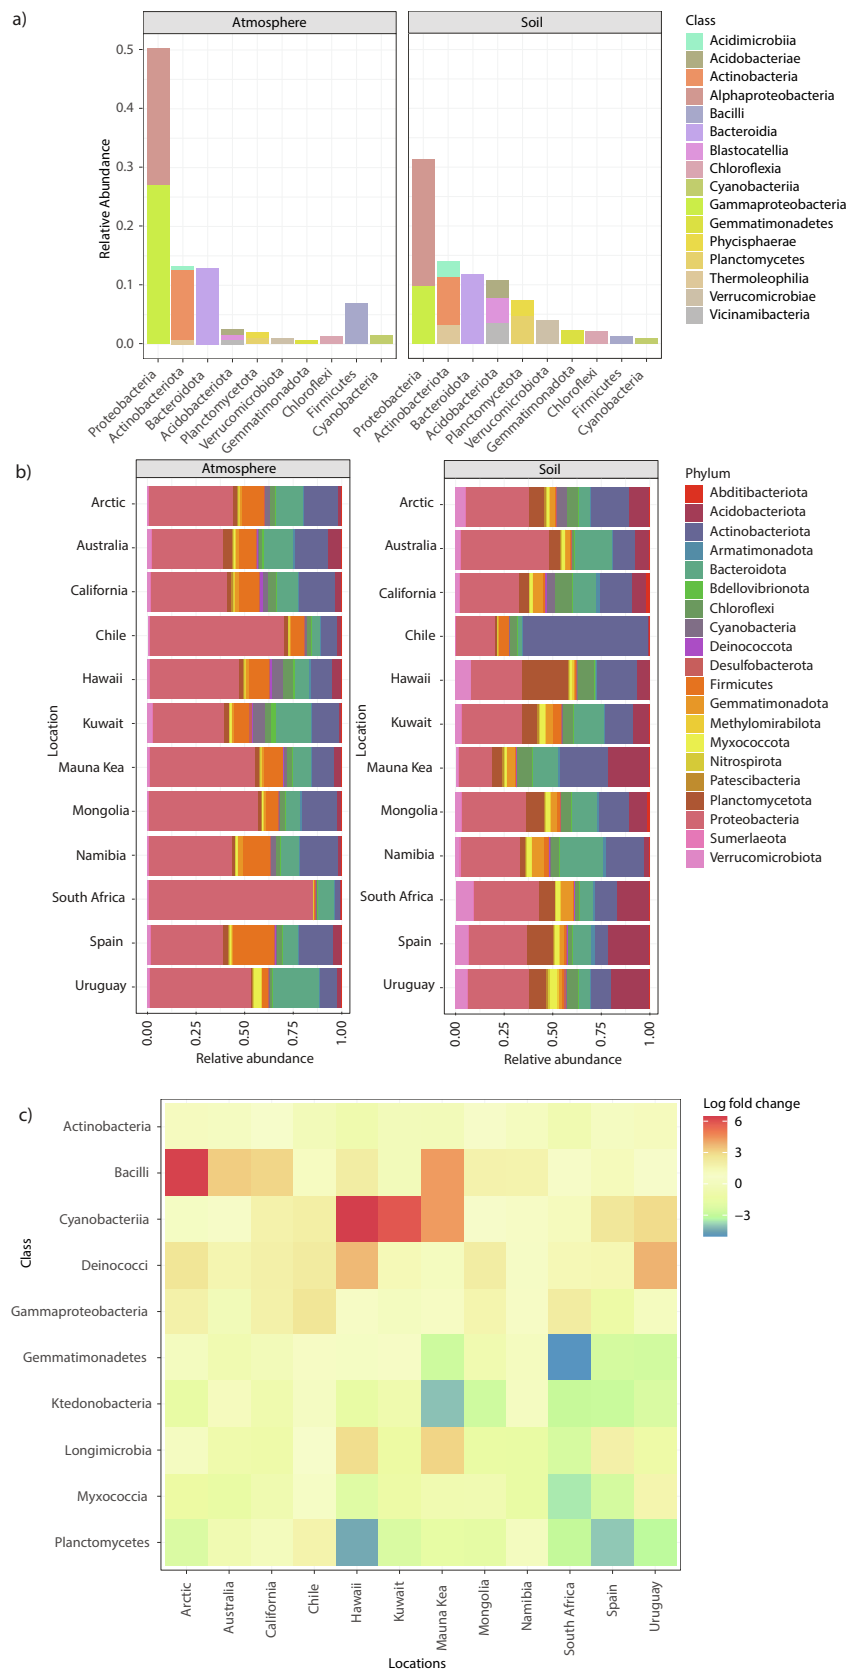 a)
Atmosphere
Soil
Relative Abundance
0.5
0.4
0.3
0.2
0.1
0.0
Proteobacteria
Actinobacteriota
Bacteroidota
Acidobacteriota
Planctomycetota
Verrucomicrobiota
Gemmatimonadota
Chloroflexi
Firmicutes
Cyanobacteria
Proteobacteria
Actinobacteriota
Bacteroidota
Acidobacteriota
Planctomycetota
Verrucomicrobiota
Gemmatimonadota
Chloroflexi
Firmicutes
Cyanobacteria
Class
Acidimicrobiia
Acidobacteriae
Actinobacteria
Alphaproteobacteria
Bacilli
Bacteroidia
Blastocatellia
Chloroflexia
Cyanobacteriia
Gammaproteobacteria
Gemmatimonadetes
Phycisphaerae
Planctomycetes
Thermoleophilia
Verrucomicrobiae
Vicinamibacteria
b)
Atmosphere
Location
Arctic
Australia
California
Chile
Hawaii
Kuwait
Mauna Kea
Mongolia
Namibia
South Africa
Spain
Uruguay
0.00
0.25
0.50
0.75
1.00
Relative abundance
Soil
Location
Arctic
Australia
California
Chile
Hawaii
Kuwait
Mauna Kea
Mongolia
Namibia
South Africa
Spain
Uruguay
0.00
0.25
0.50
0.75
1.00
Relative abundance
Phylum
Abditibacteriota
Acidobacteriota
Actinobacteriota
Armatimonadota
Bacteroidota
Bdellovibrionota
Chloroflexi
Cyanobacteria
Deinococcota
Desulfobacterota
Firmicutes
Gemmatimonadota
Methylomirabilota
Myxococcota
Nitrospirota
Patescibacteria
Planctomycetota
Proteobacteria
Sumerlaeota
Verrucomicrobiota
c)
Class
Actinobacteria
Bacilli
Cyanobacteriia
Deinococci
Gammaproteobacteria
Gemmatimonadetes
Ktedonobacteria
Longimicrobia
Myxococcia
Planctomycetes
Arctic
Australia
California
Chile
Hawaii
Kuwait
Mauna Kea
Mongolia
Namibia
South Africa
Spain
Uruguay
Locations
Log fold change
6
3
0
−3